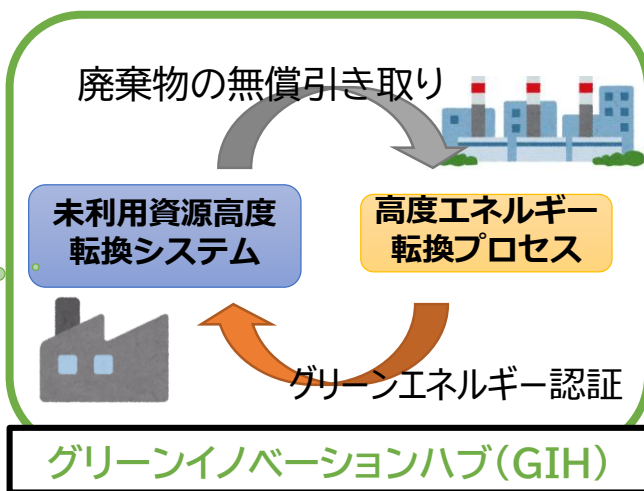 廃棄物の無償引き取り
未利用資源高度
転換システム
高度エネルギー
転換プロセス
グリーンエネルギー認証
グリーンイノベーションハブ(GIH)